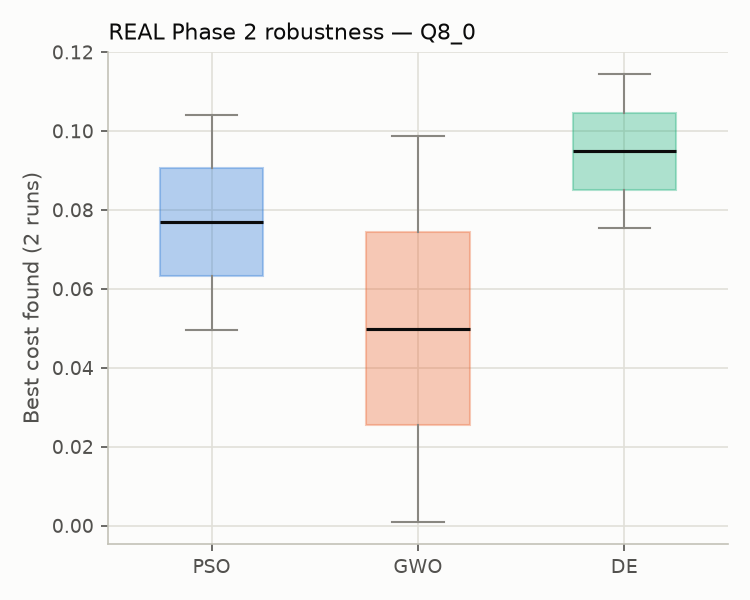 REAL Phase 2 robustness — Q8_0
Best cost found (2 runs)
0.12
0.10
0.08
0.06
0.04
0.02
0.00
PSO
GWO
DE